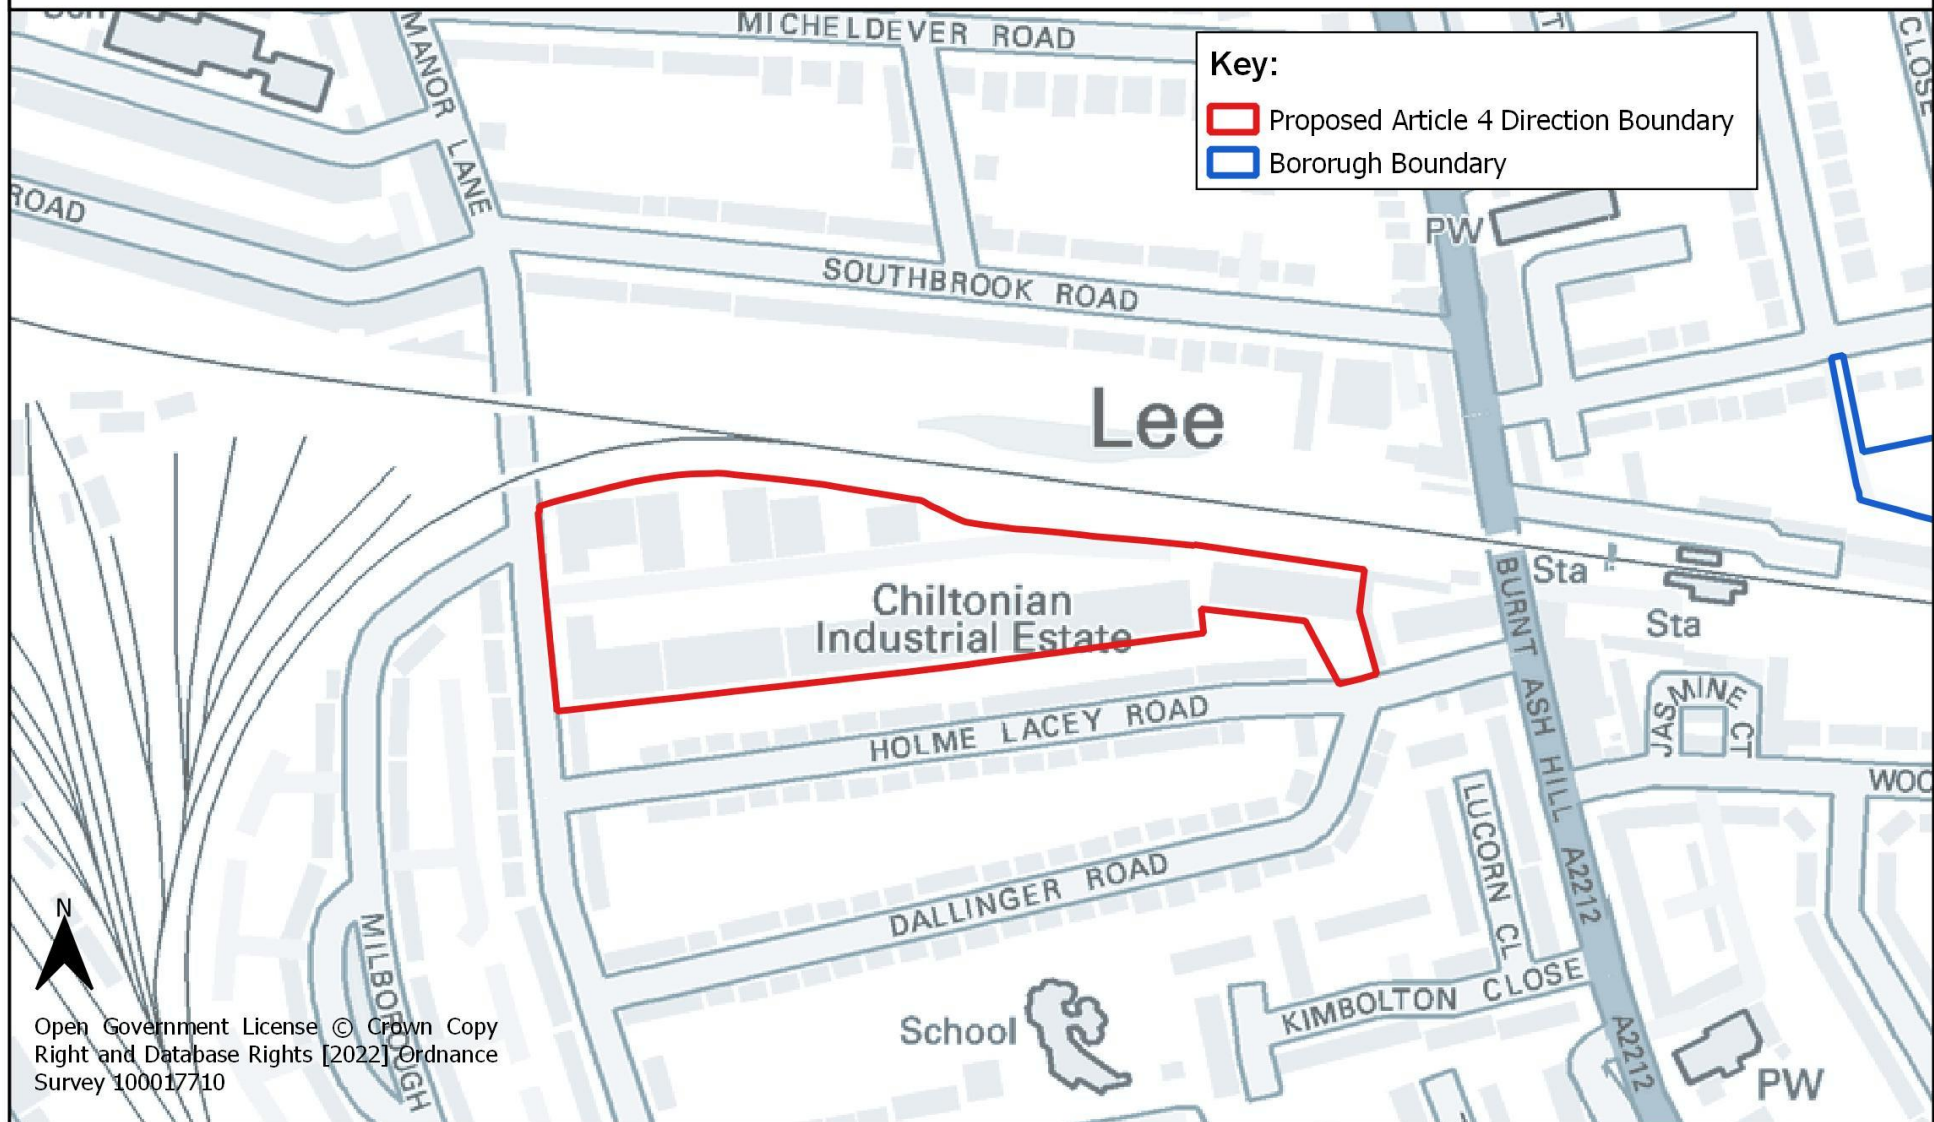 MICHELDEVER ROAD
MANOR LANE
CLOSE
Key:
Proposed Article 4 Direction Boundary
Bororugh Boundary
ROAD
PW
SOUTHBROOK ROAD
Lee
Sta
Sta
Chiltonian
Industrial Estate
BURNT ASH HILL A2212
HOLME LACEY ROAD
JASMINE CT
WOO
LUCORN CL
DALLINGER ROAD
MILBOROUGH
School
KIMBOLTON CLOSE
A2212
PW
N
Open Government License © Crown Copy
Right and Database Rights [2022] Ordnance
Survey 100017710